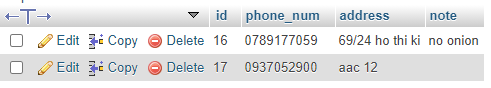 id phone_num address note
Edit Copy Delete 16 0789177059 69/24 ho thi ki no onion
Edit Copy Delete 17 0937052900 aac 12